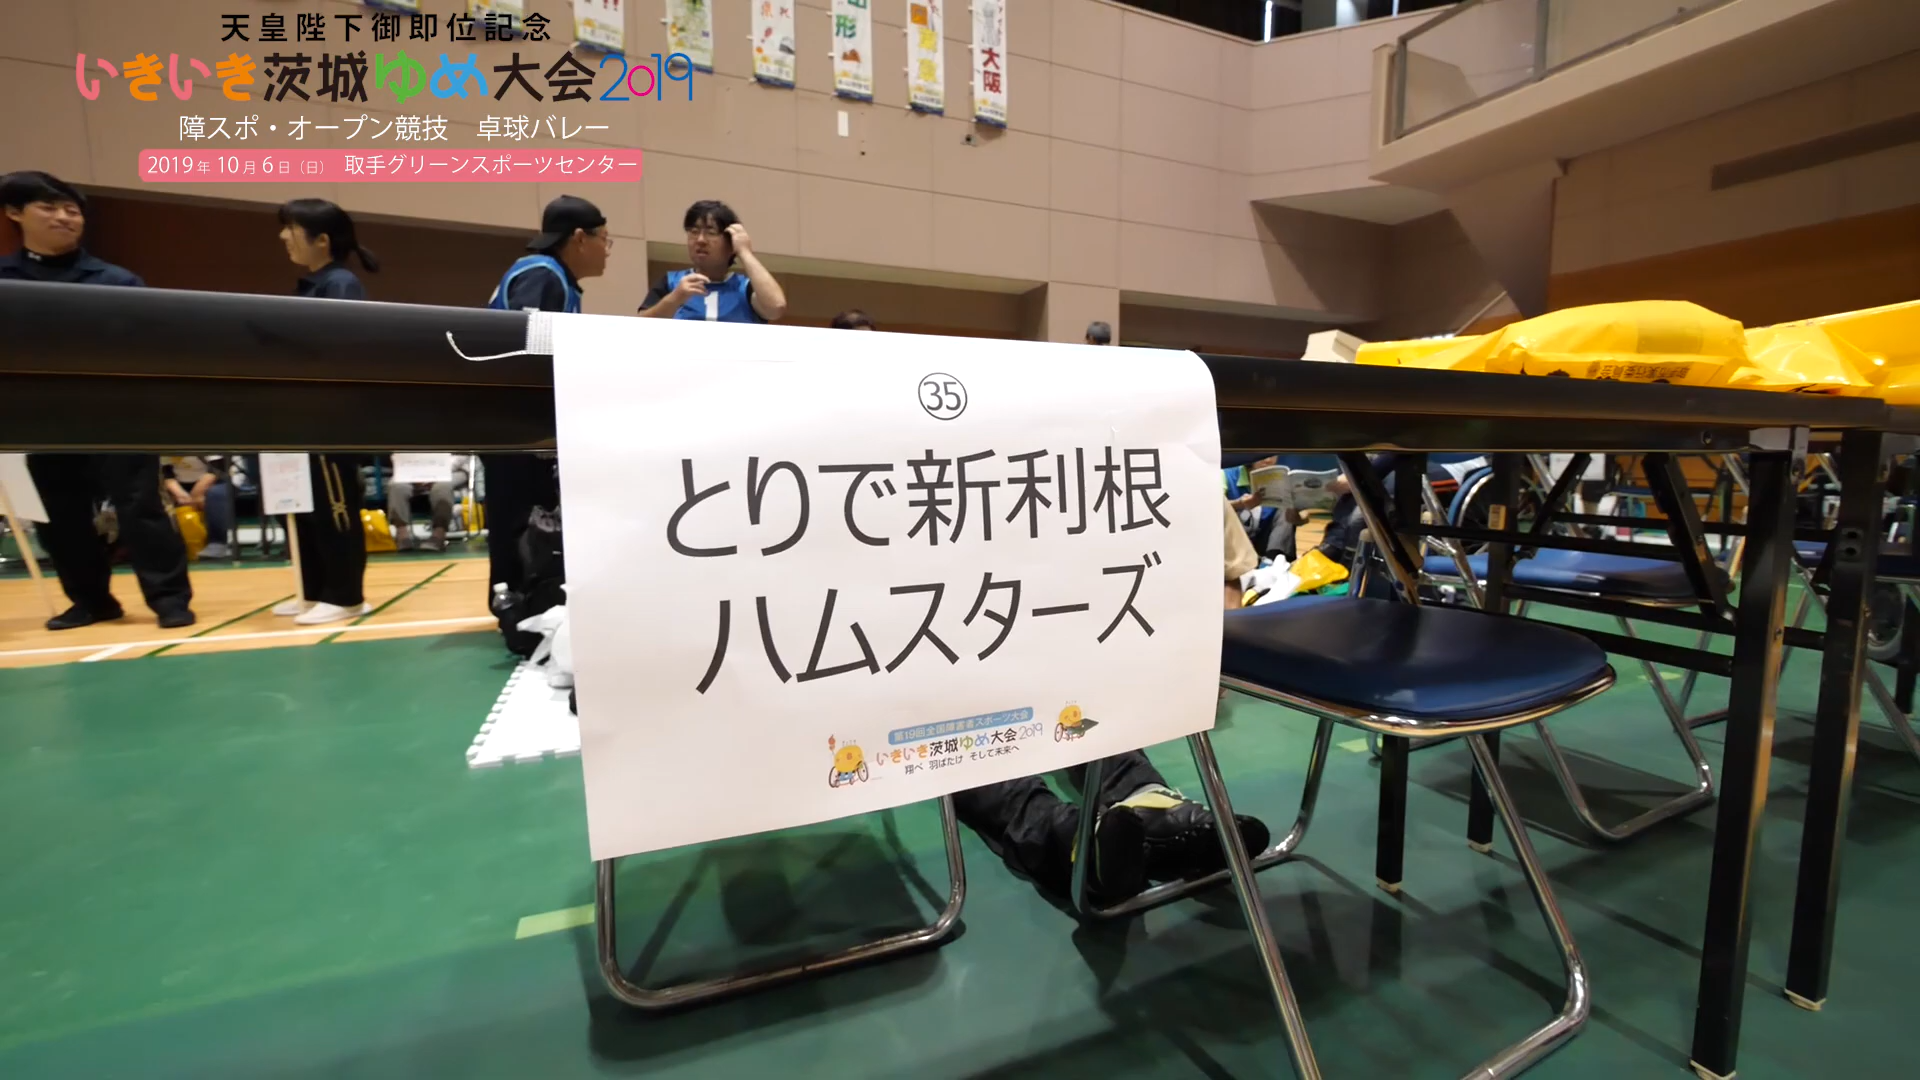 天皇陛下御即位記念
いきいき茨城ゆめ大会2019
障スポ・オープン競技 卓球バレー
2019年10月6日(日) 取手グリーンスポーツセンター
大阪
㉟
とりで新利根
ハムスターズ
第19回全国障害者スポーツ大会
いきいき茨城ゆめ大会2019
翔べ 羽ばたけ そして未来へ
1